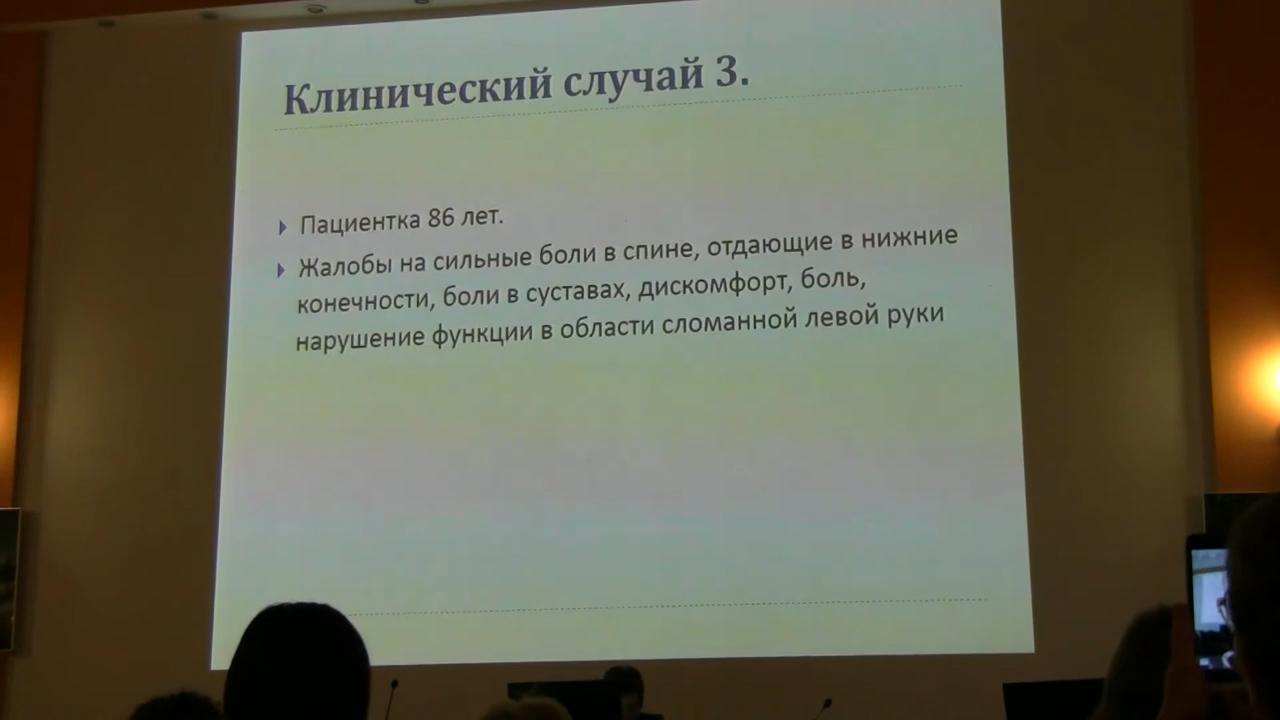 Клинический случай 3.
Пациентка 86 лет.
Жалобы на сильные боли в спине, отдающие в нижние
конечности, боли в суставах, дискомфорт, боль,
нарушение функции в области сломанной левой руки